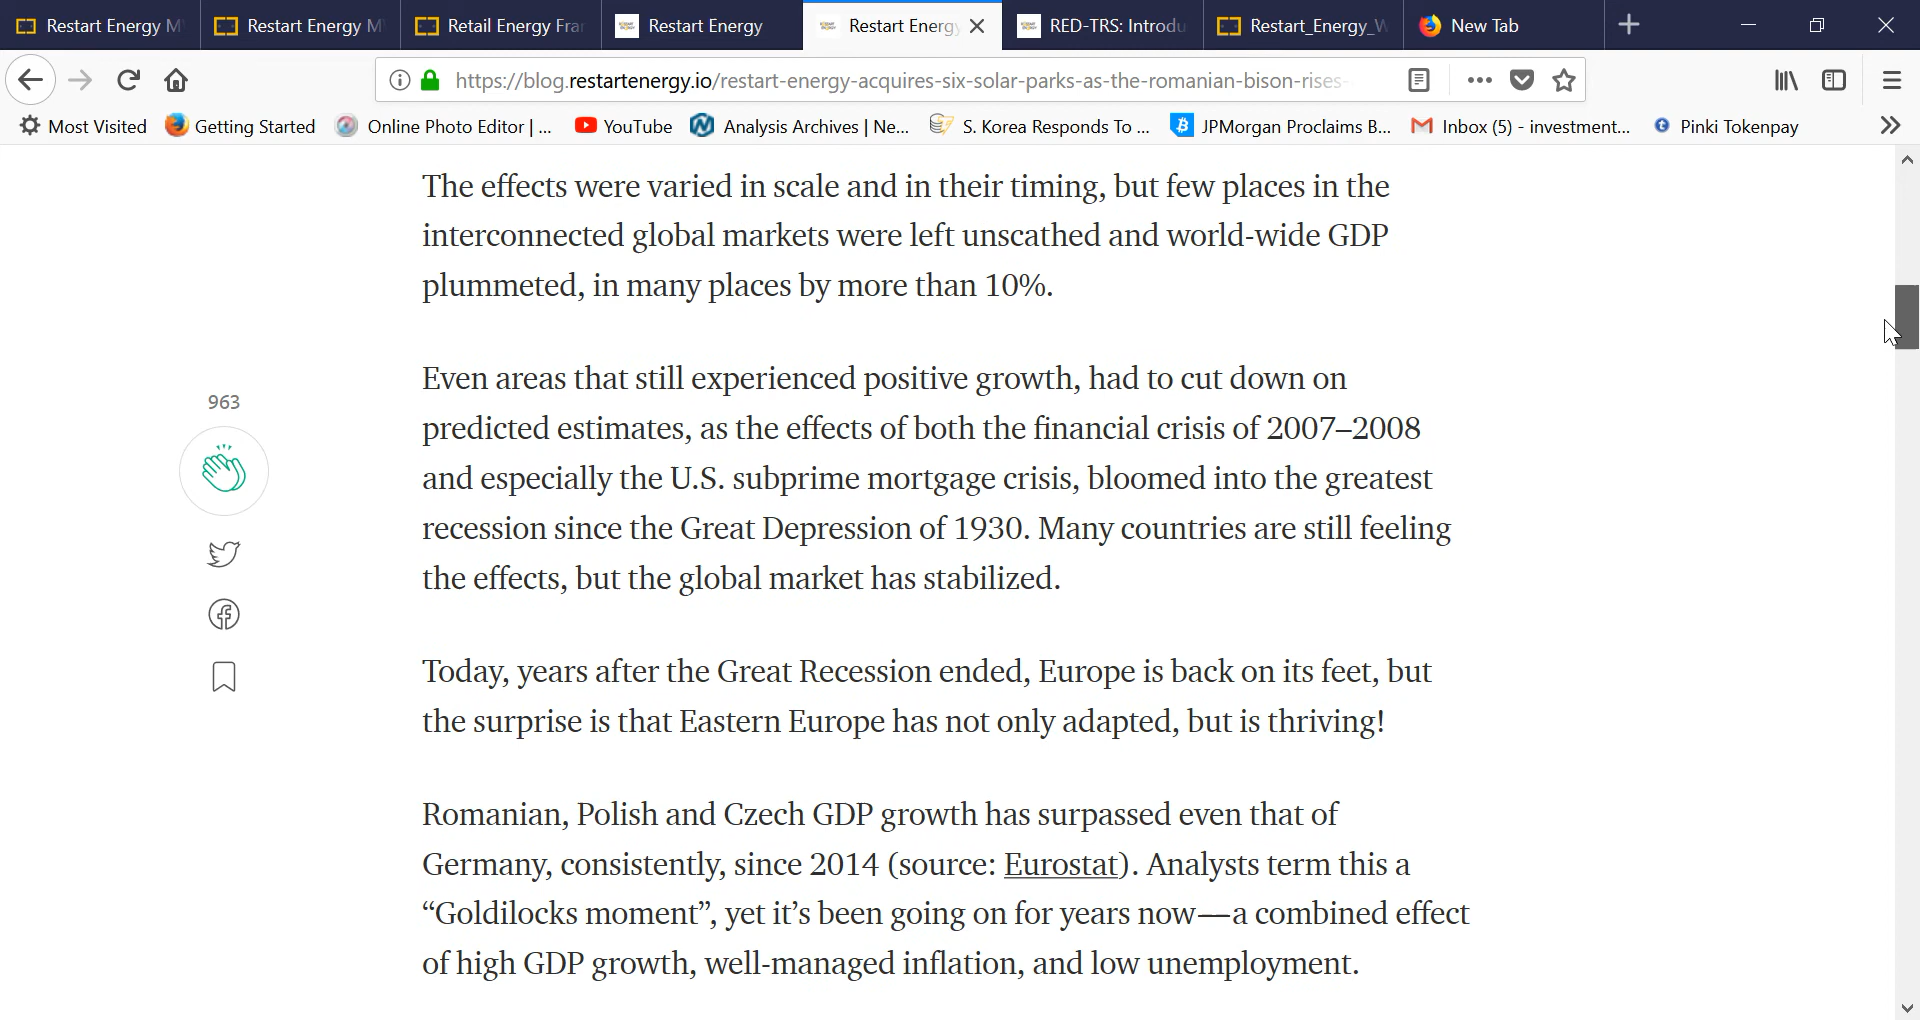 Restart Energy M
Restart Energy M
Retail Energy Fra
Restart Energy
Restart Energy
RED-TRS: Introdu
Restart_Energy_W
New Tab
https://blog.restartenergy.io/restart-energy-acquires-six-solar-parks-as-the-romanian-bison-rises-
Most Visited
Getting Started
Online Photo Editor | ...
YouTube
Analysis Archives | Ne...
S. Korea Responds To ...
JPMorgan Proclaims B...
Inbox (5) - investment...
Pinki Tokenpay
The effects were varied in scale and in their timing, but few places in the
interconnected global markets were left unscathed and world-wide GDP
plummeted, in many places by more than 10%.
Even areas that still experienced positive growth, had to cut down on
predicted estimates, as the effects of both the financial crisis of 2007–2008
and especially the U.S. subprime mortgage crisis, bloomed into the greatest
recession since the Great Depression of 1930. Many countries are still feeling
the effects, but the global market has stabilized.
963
Today, years after the Great Recession ended, Europe is back on its feet, but
the surprise is that Eastern Europe has not only adapted, but is thriving!
Romanian, Polish and Czech GDP growth has surpassed even that of
Germany, consistently, since 2014 (source: Eurostat). Analysts term this a
“Goldilocks moment”, yet it’s been going on for years now—a combined effect
of high GDP growth, well-managed inflation, and low unemployment.